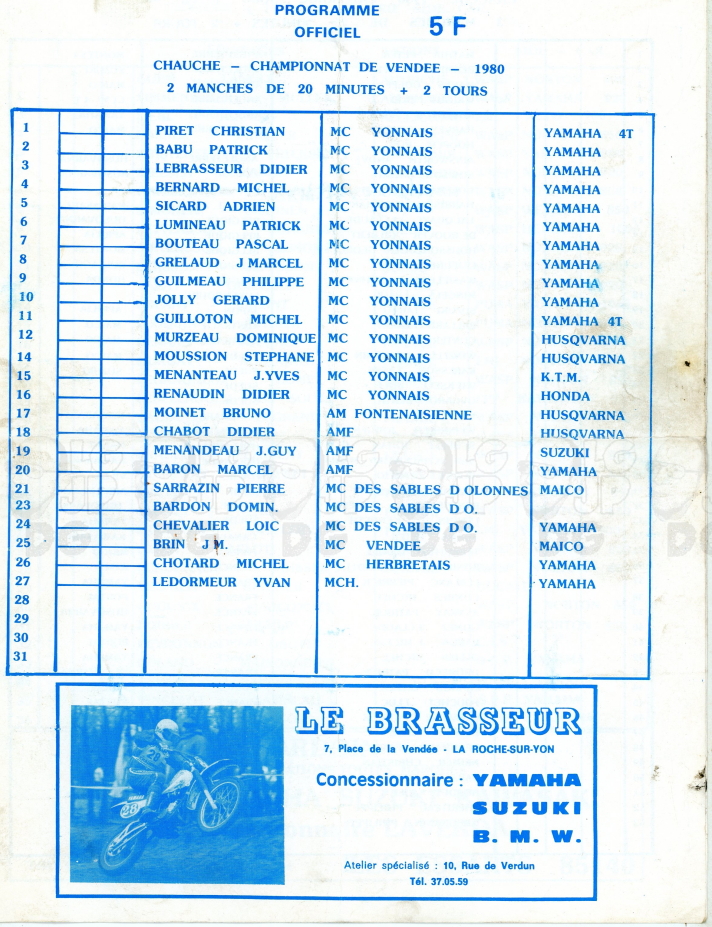 PROGRAMME
OFFICIEL 5 F
CHAUCHE – CHAMPIONNAT DE VENDEE – 1980
2 MANCHES DE 20 MINUTES + 2 TOURS
1 PIRET CHRISTIAN MC YONNAIS YAMAHA 4T
2 BABU PATRICK MC YONNAIS YAMAHA
3 LEBRASSEUR DIDIER MC YONNAIS YAMAHA
4 BERNARD MICHEL MC YONNAIS YAMAHA
5 SICARD ADRIEN MC YONNAIS YAMAHA
6 LUMINEAU PATRICK MC YONNAIS YAMAHA
7 BOUTEAU PASCAL MC YONNAIS YAMAHA
8 GRELAUD J MARCEL MC YONNAIS YAMAHA
9 GUILMEAU PHILIPPE MC YONNAIS YAMAHA
10 JOLLY GERARD MC YONNAIS YAMAHA
11 GUILLOTON MICHEL MC YONNAIS YAMAHA 4T
12 MURZEAU DOMINIQUE MC YONNAIS HUSQVARNA
14 MOUSSION STEPHANE MC YONNAIS HUSQVARNA
15 MENANTEAU J.YVES MC YONNAIS K.T.M.
16 RENAUDIN DIDIER MC YONNAIS HONDA
17 MOINET BRUNO AM FONTENAISIENNE HUSQVARNA
18 CHABOT DIDIER AMF HUSQVARNA
19 MENANDEAU J.GUY AMF SUZUKI
20 BARON MARCEL AMF YAMAHA
21 SARRAZIN PIERRE MC DES SABLES D OLONNES MAICO
23 BARDON DOMIN. MC DES SABLES D O.
24 CHEVALIER LOIC MC DES SABLES D O. YAMAHA
25 BRIN J M. MC VENDEE MAICO
26 CHOTARD MICHEL MC HERBRETAIS YAMAHA
27 LEDORMEUR YVAN MCH. YAMAHA
28
29
30
31
LE BRASSEUR
7, Place de la Vendée - LA ROCHE-SUR-YON
Concessionnaire : YAMAHA
SUZUKI
B. M. W.
Atelier spécialisé : 10, Rue de Verdun
Tél. 37.05.59